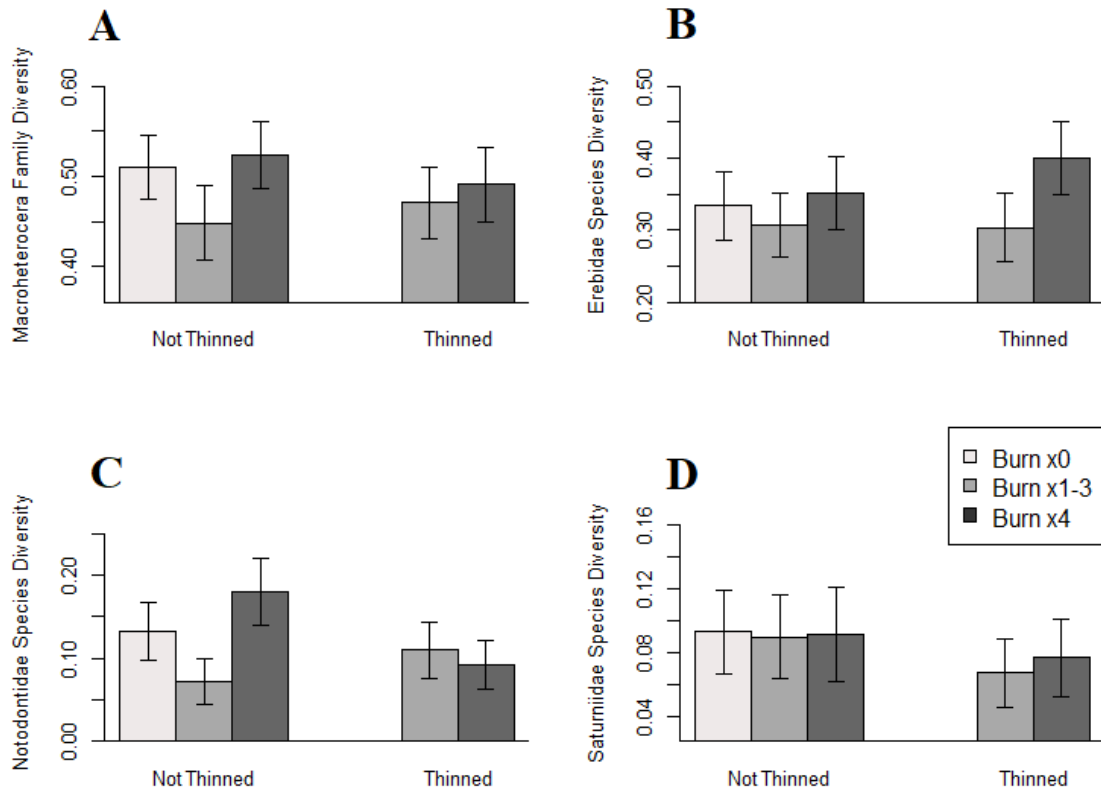 A
Macroheterocera Family Diversity
0.60
0.50
0.40
Not Thinned
Thinned
B
Erebidae Species Diversity
0.50
0.40
0.30
0.20
Not Thinned
Thinned
C
Notodontidae Species Diversity
0.20
0.10
0.00
Not Thinned
Thinned
D
Saturniidae Species Diversity
0.16
0.12
0.08
0.04
Not Thinned
Thinned
Burn x0
Burn x1-3
Burn x4